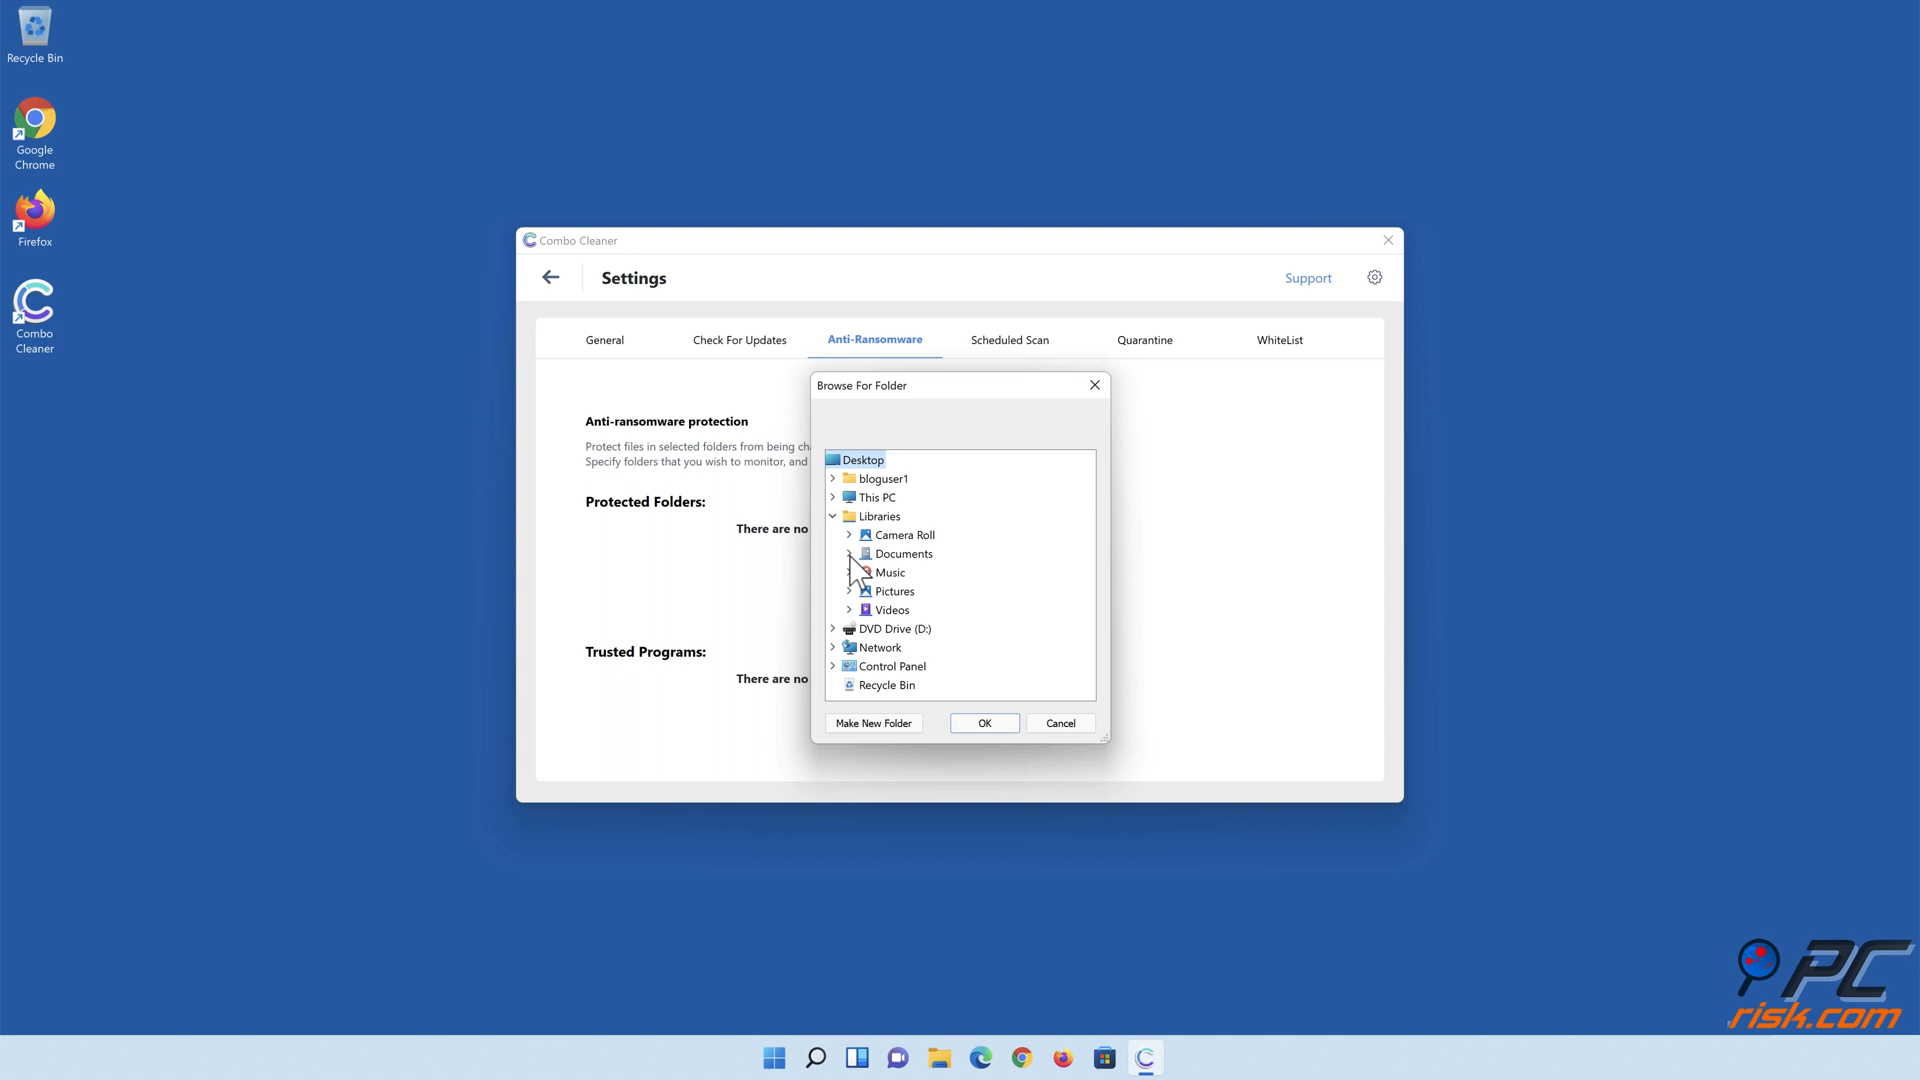 Recycle Bin
Google
Chrome
Firefox
Combo
Cleaner
Combo Cleaner
Settings
Support
General
Check For Updates
Anti-Ransomware
Scheduled Scan
Quarantine
WhiteList
Anti-ransomware protection
Protect files in selected folders from being
Specify folders that you wish to monitor, and
Protected Folders:
There are no
Trusted Programs:
There are no
Browse For Folder
Desktop
bloguser1
This PC
Libraries
Camera Roll
Documents
Music
Pictures
Videos
DVD Drive (D:)
Network
Control Panel
Recycle Bin
Make New Folder
OK
Cancel
PC
risk.com